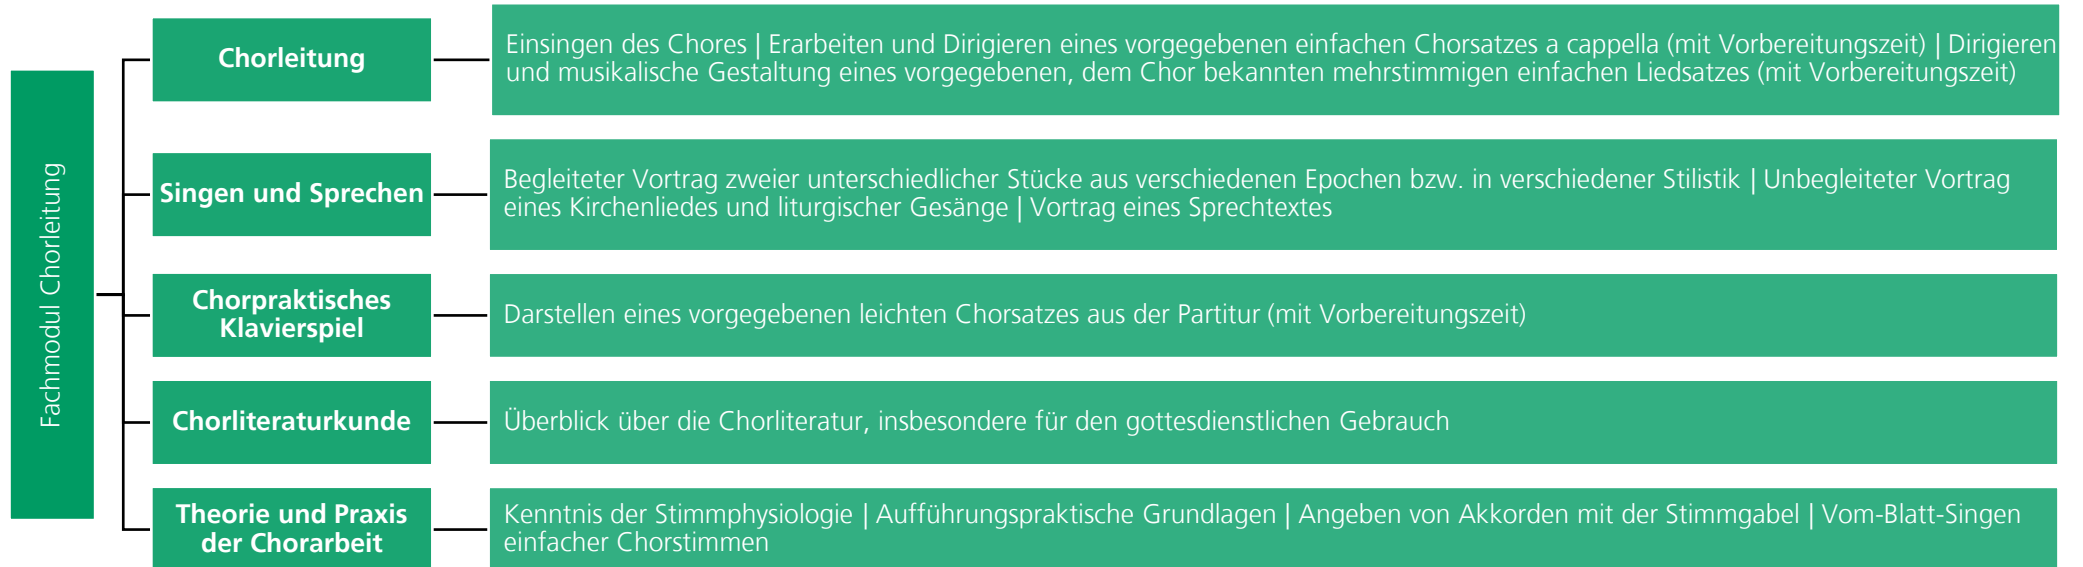 Fachmodul Chorleitung
Chorleitung
Einsingen des Chores | Erarbeiten und Dirigieren eines vorgegebenen einfachen Chorsatzes a cappella (mit Vorbereitungszeit) | Dirigieren
und musikalische Gestaltung eines vorgegebenen, dem Chor bekannten mehrstimmigen einfachen Liedsatzes (mit Vorbereitungszeit)
Singen und Sprechen
Begleiteter Vortrag zweier unterschiedlicher Stücke aus verschiedenen Epochen bzw. in verschiedener Stilistik | Unbegleiteter Vortrag
eines Kirchenliedes und liturgischer Gesänge | Vortrag eines Sprechtextes
Chorpraktisches
Klavierspiel
Darstellen eines vorgegebenen leichten Chorsatzes aus der Partitur (mit Vorbereitungszeit)
Chorliteraturkunde
Überblick über die Chorliteratur, insbesondere für den gottesdienstlichen Gebrauch
Theorie und Praxis
der Chorarbeit
Kenntnis der Stimmphysiologie | Aufführungspraktische Grundlagen | Angeben von Akkorden mit der Stimmgabel | Vom-Blatt-Singen
einfacher Chorstimmen